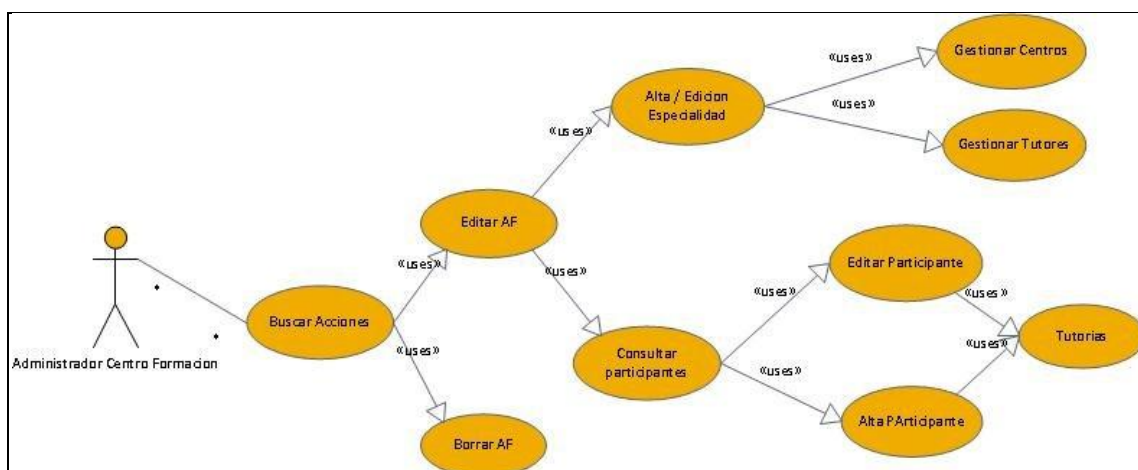 Gestionar Centros
«uses»
Alta / Edicion
Especialidad
«uses»
«uses»
Gestionar Tutores
Editar AF
«uses»
«uses»
Editar Participante
«uses»
«uses»
Buscar Acciones
Tutorias
«uses»
«uses»
Consultar
participantes
Administrador Centro Formacion
«uses»
Alta PArticipante
Borrar AF